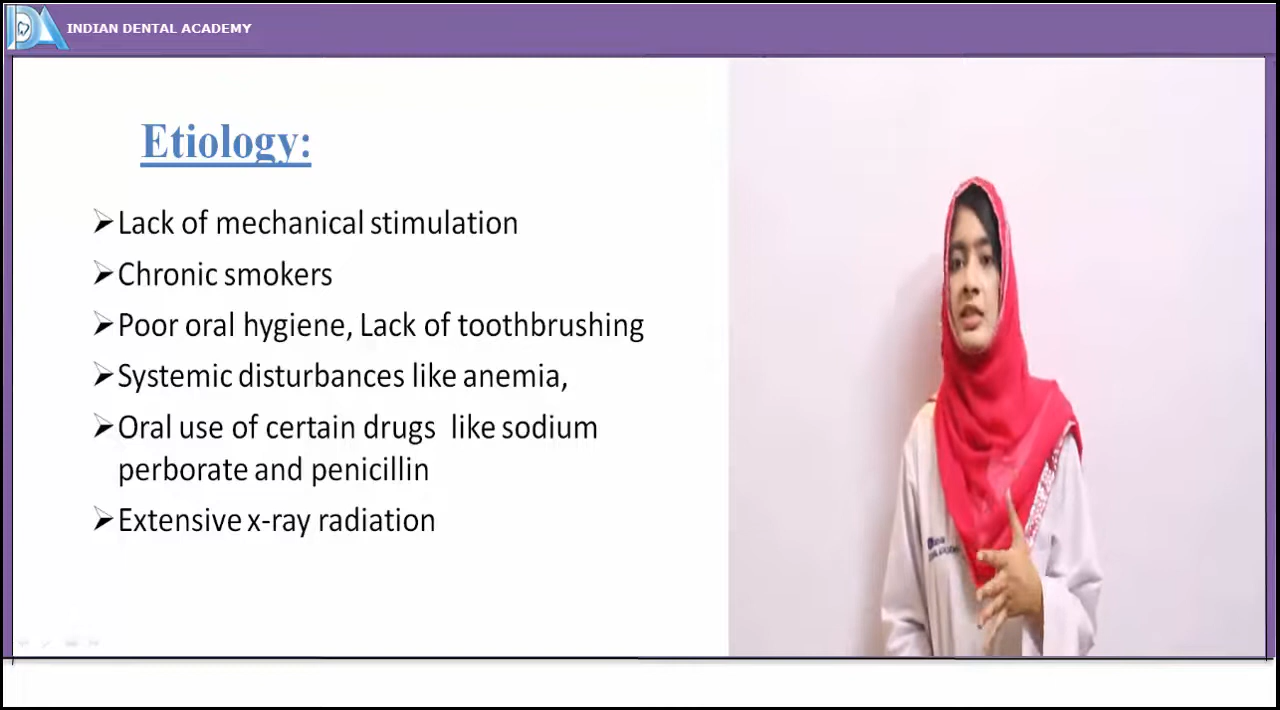 INDIAN DENTAL ACADEMY
Etiology:
Lack of mechanical stimulation
Chronic smokers
Poor oral hygiene, Lack of toothbrushing
Systemic disturbances like anemia,
Oral use of certain drugs like sodium
perborate and penicillin
Extensive x-ray radiation